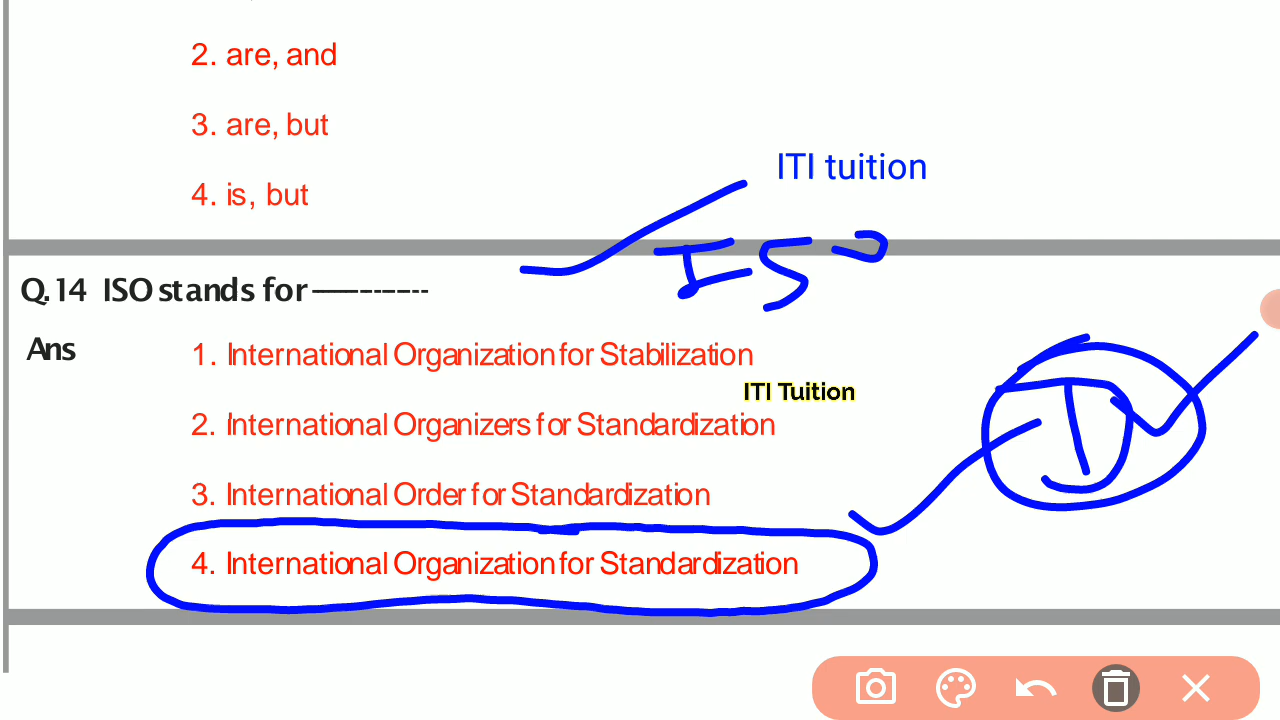 2. are, and
3. are, but
ITI tuition
4. is, but
ISO
Q.14 ISO stands for ----------
Ans
1. International Organization for Stabilization
ITI Tuition
2. International Organizers for Standardization
3. International Order for Standardization
4. International Organization for Standardization